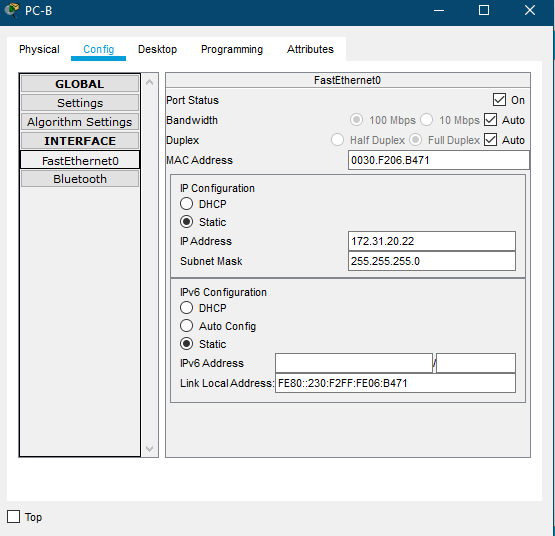 PC-B
Physical Config Desktop Programming Attributes
GLOBAL
Settings
Algorithm Settings
INTERFACE
FastEthernet0
Bluetooth
FastEthernet0
Port Status On
Bandwidth 100 Mbps 10 Mbps Auto
Duplex Half Duplex Full Duplex Auto
MAC Address 0030.F206.B471
IP Configuration
DHCP
Static
IP Address 172.31.20.22
Subnet Mask 255.255.255.0
IPv6 Configuration
DHCP
Auto Config
Static
IPv6 Address /
Link Local Address: FE80::230:F2FF:FE06:B471
Top